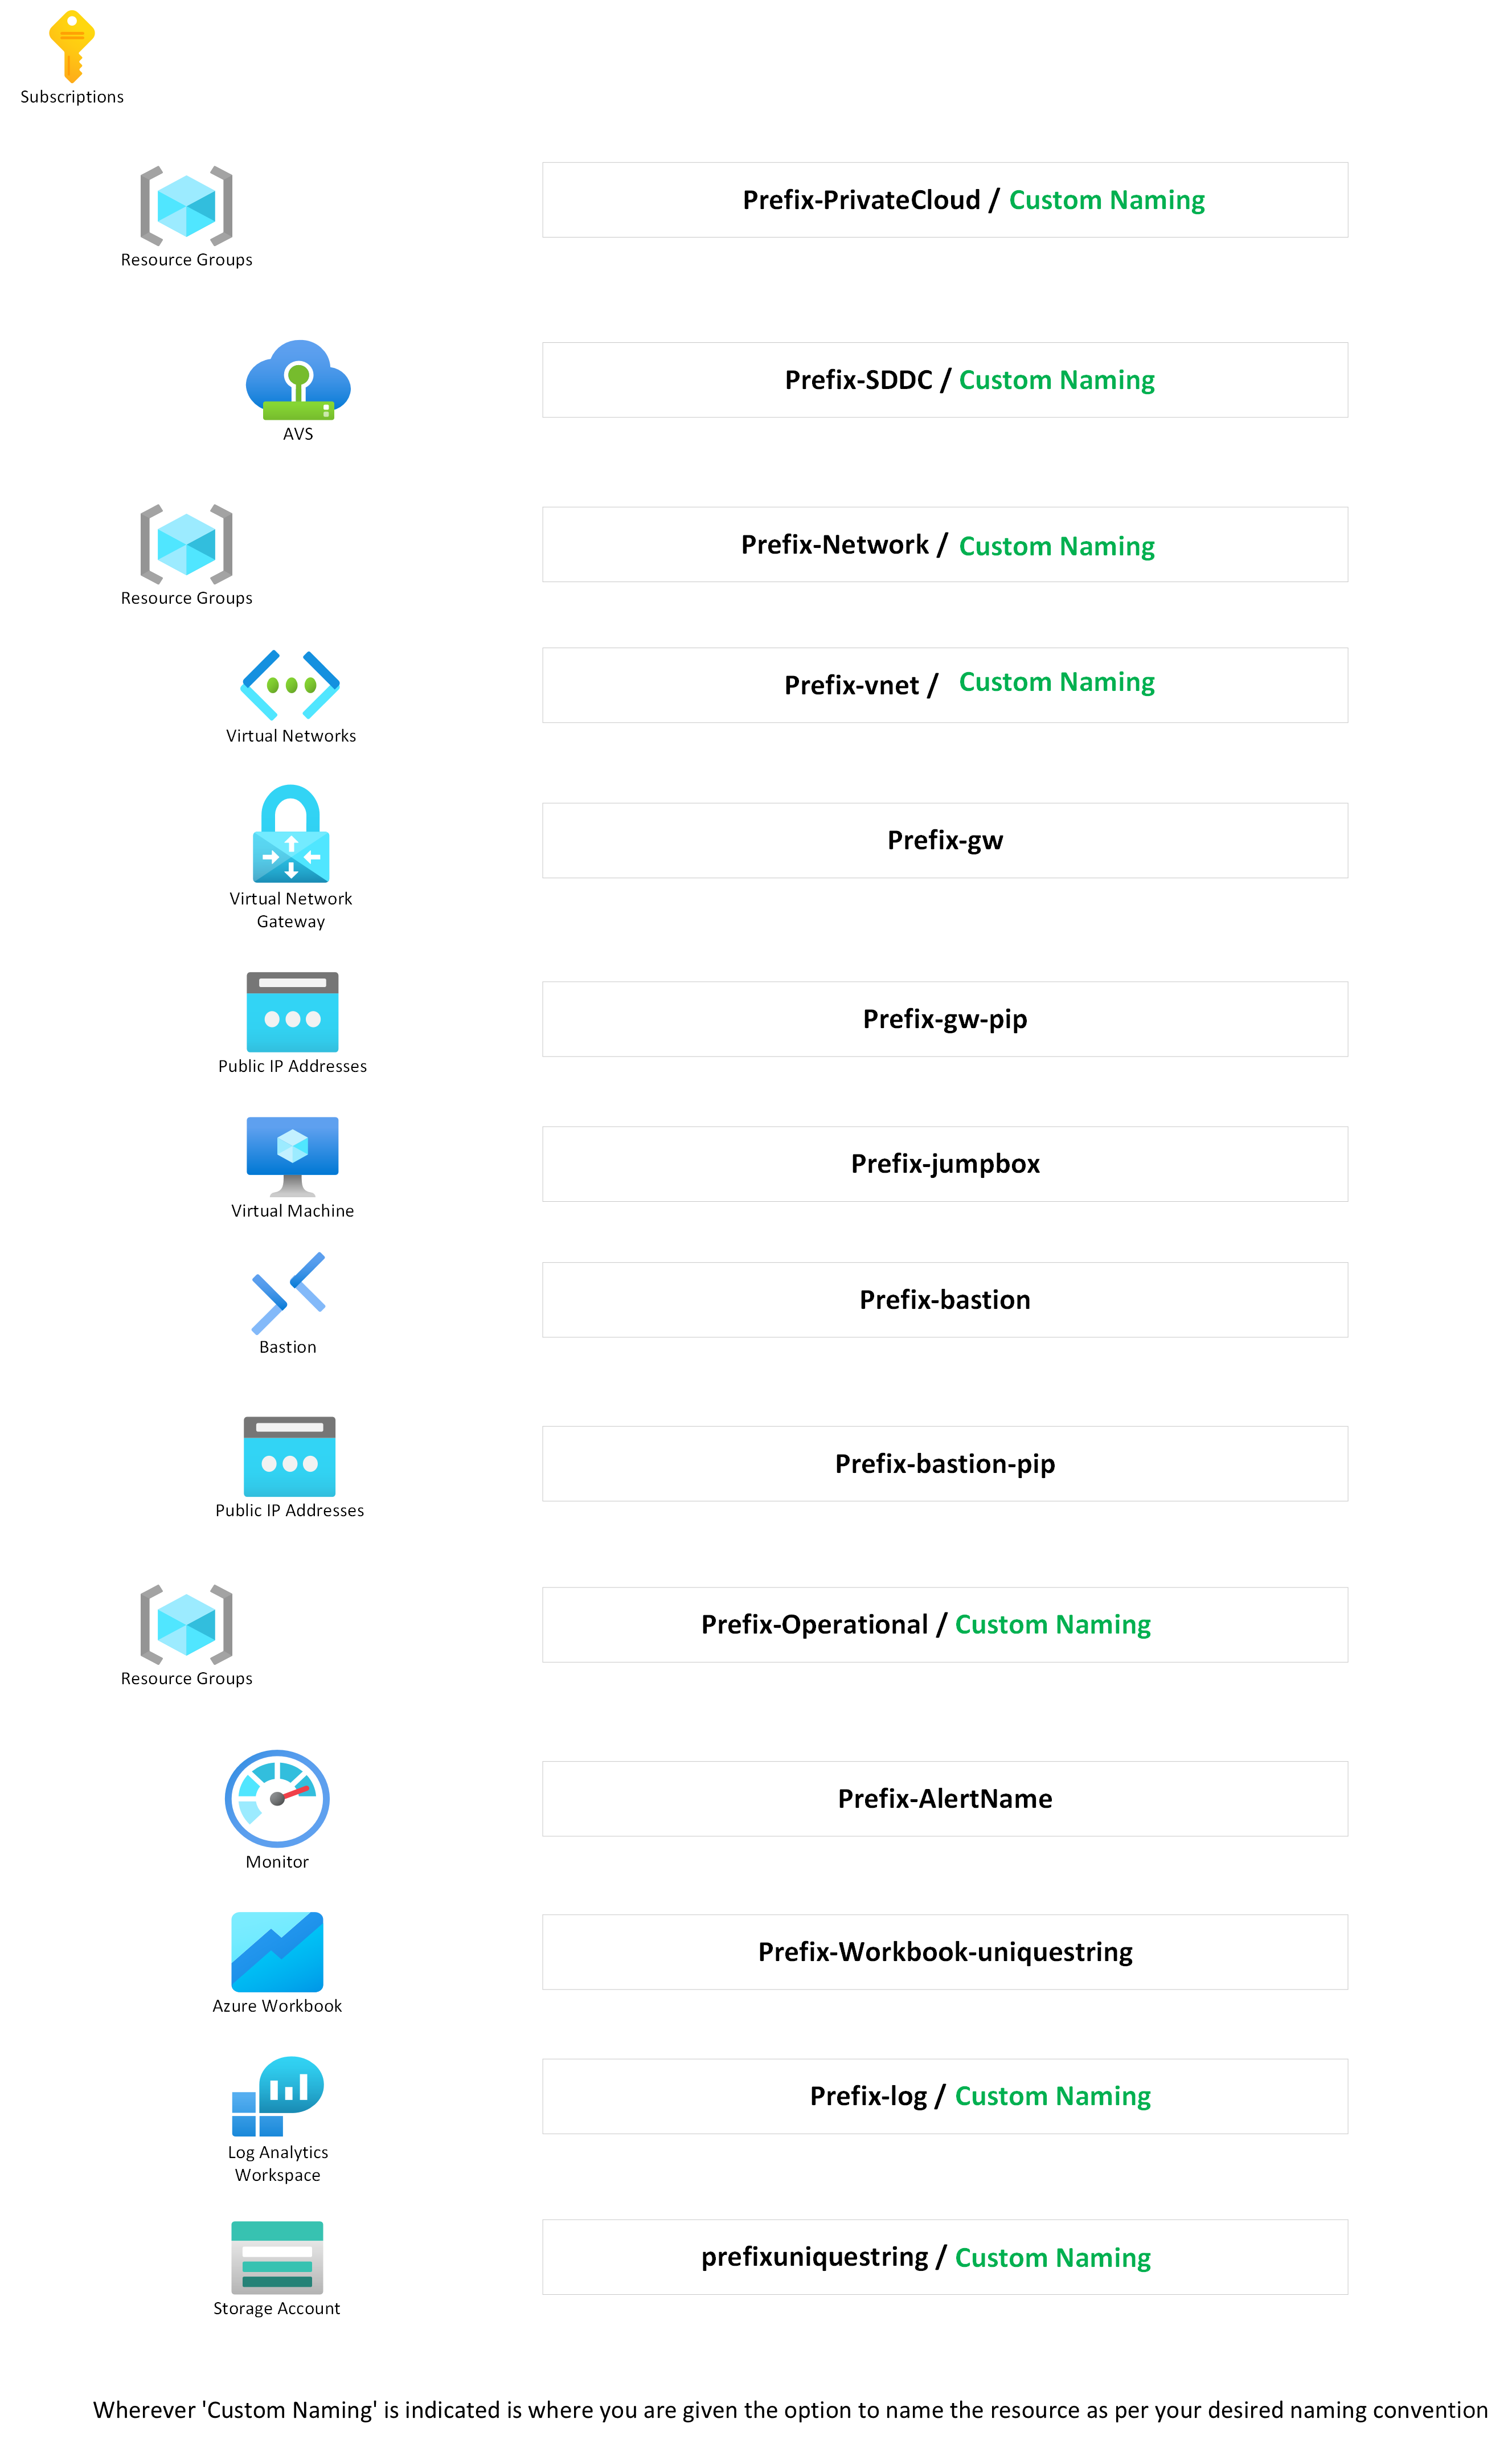 Subscriptions
Prefix-PrivateCloud / Custom Naming
Resource Groups
Prefix-SDDC / Custom Naming
AVS
Prefix-Network / Custom Naming
Resource Groups
Prefix-vnet / Custom Naming
Virtual Networks
Prefix-gw
Virtual Network
Gateway
Prefix-gw-pip
Public IP Addresses
Prefix-jumpbox
Virtual Machine
Prefix-bastion
Bastion
Prefix-bastion-pip
Public IP Addresses
Prefix-Operational / Custom Naming
Resource Groups
Prefix-AlertName
Monitor
Prefix-Workbook-uniquestring
Azure Workbook
Prefix-log / Custom Naming
Log Analytics
Workspace
prefixuniquestring / Custom Naming
Storage Account
Wherever 'Custom Naming' is indicated is where you are given the option to name the resource as per your desired naming convention